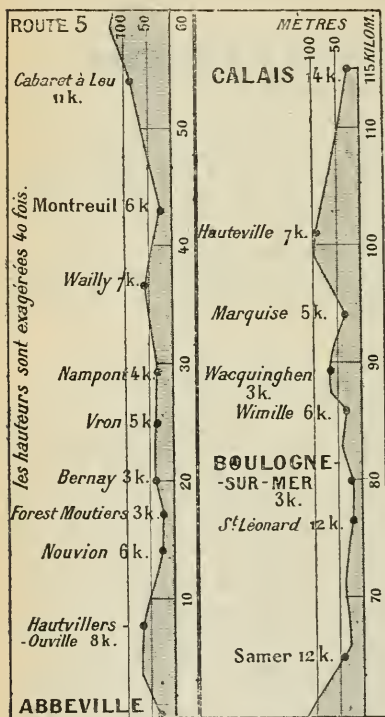 ROUTE 5
100
50
60
Cabaret à Leu
11 k.
50
Montreuil 6 k
40
Wailly 7 k.
30
Nampont 4 k.
Vron 5 k
Bernay 3 k.
20
Forest Moutiers 3 k.
Nouvion 6 k.
10
Hautvillers
-Ouville 8 k.
ABBEVILLE
les hauteurs sont exagérées 40 fois.
MÈTRES
100
50
KILOM.
115
CALAIS 4 k.
110
Hauteville 7 k.
100
Marquise 5 k.
90
Wacquinghen
3 k.
Wimille 6 k.
BOULOGNE-
-SUR-MER
3 k.
80
St Léonard 12 k.
70
Samer 12 k.